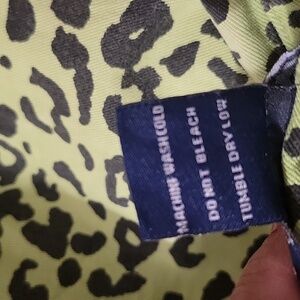 MACHINE WASH COLD
DO NOT BLEACH
TUMBLE DRY LOW